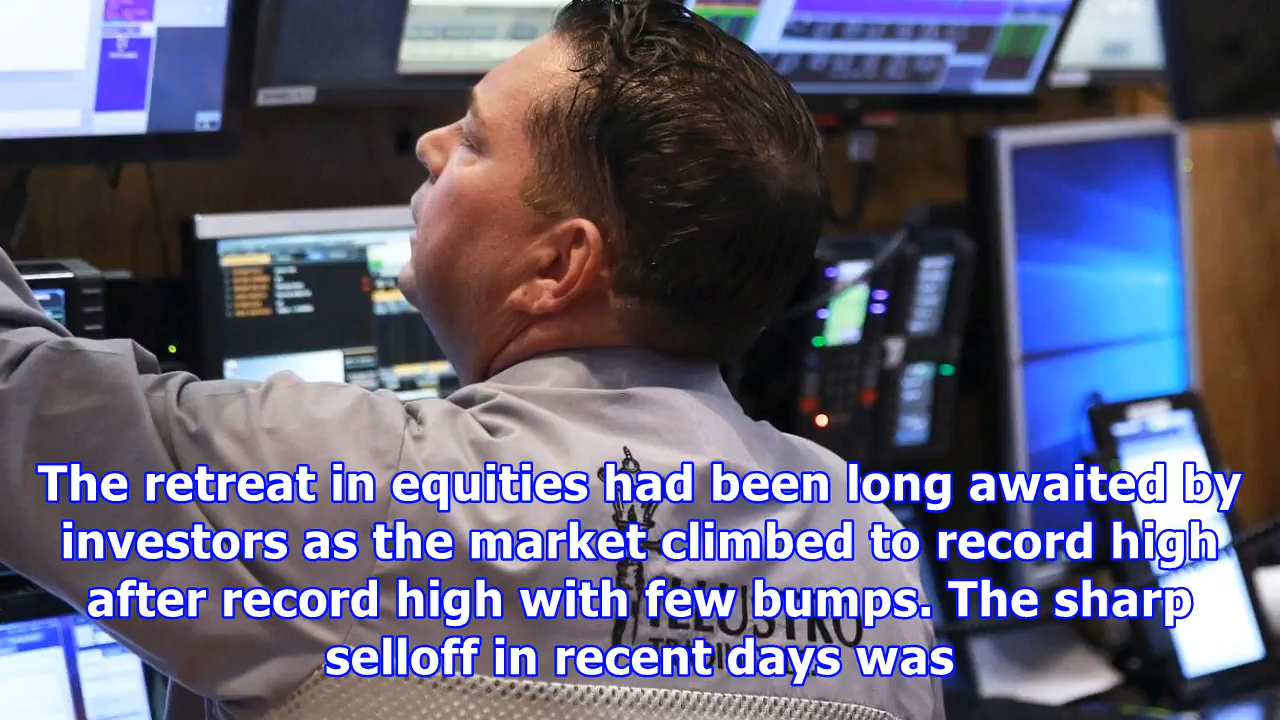 The retreat in equities had been long awaited by
investors as the market climbed to record high
after record high with few bumps. The sharp
selloff in recent days was